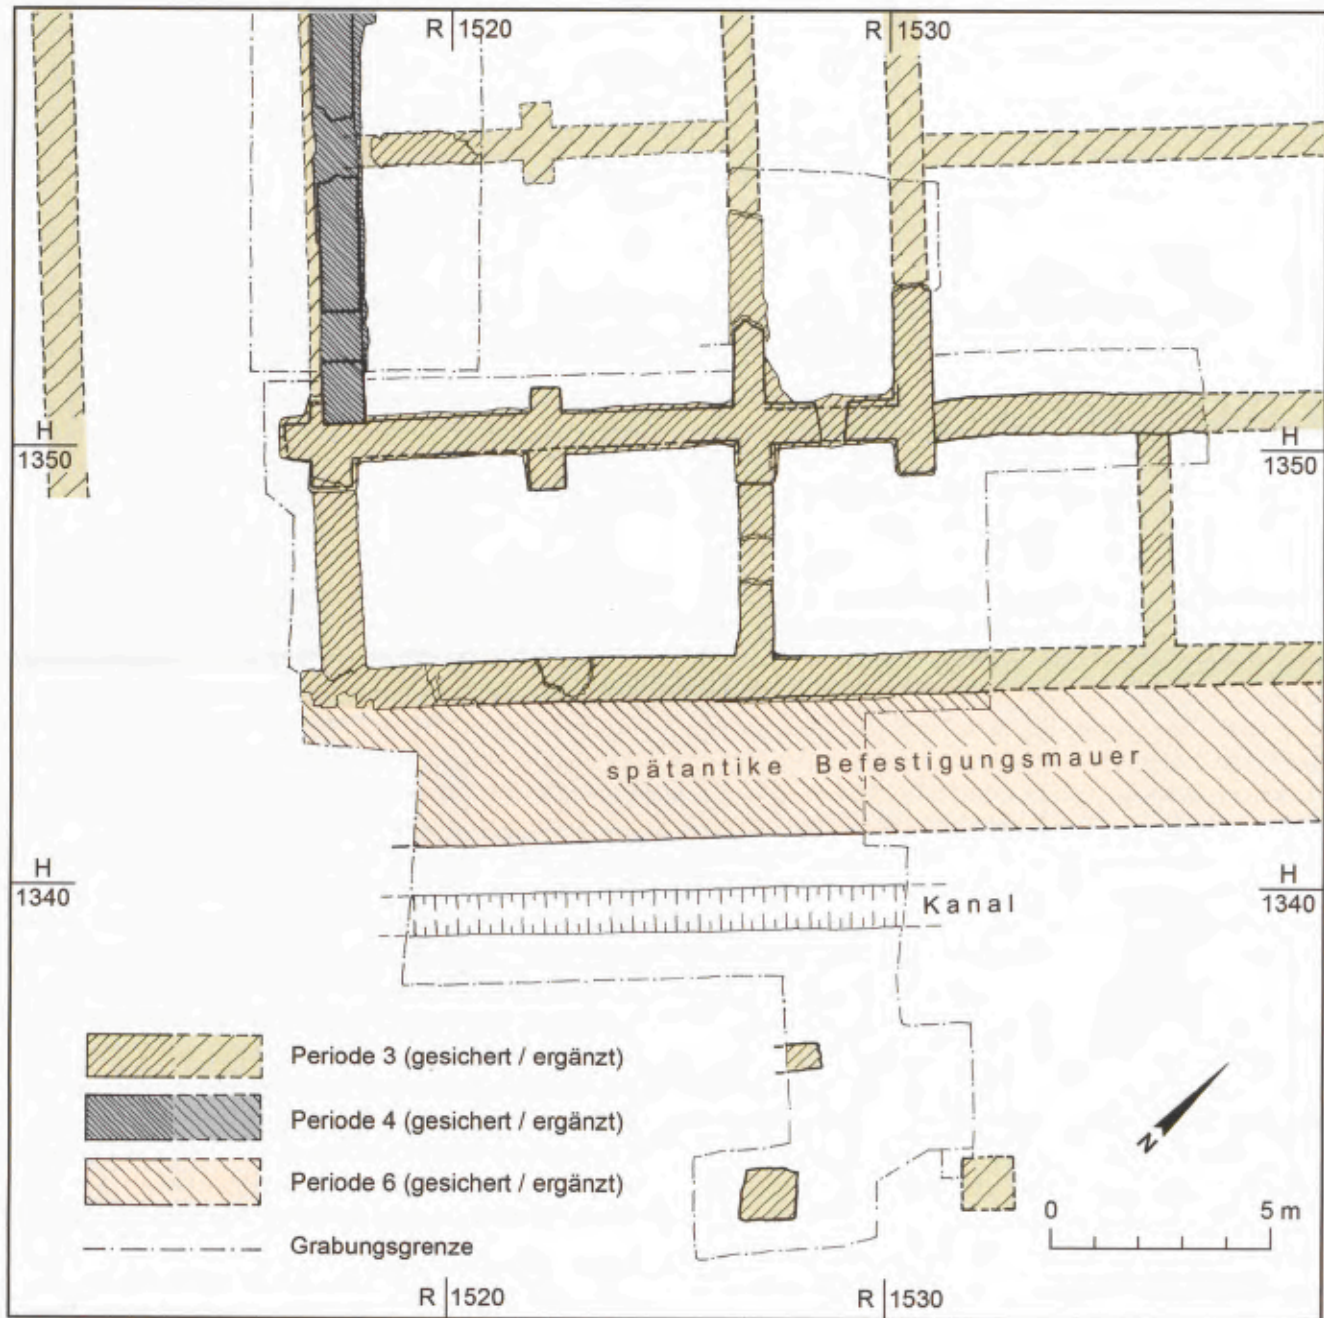 R 1520
R 1530
H
1350
H
1350
spätantike Befestigungsmauer
H
1340
Kanal
H
1340
Periode 3 (gesichert / ergänzt)
Periode 4 (gesichert / ergänzt)
Periode 6 (gesichert / ergänzt)
Grabungsgrenze
N
0 5 m
R 1520
R 1530